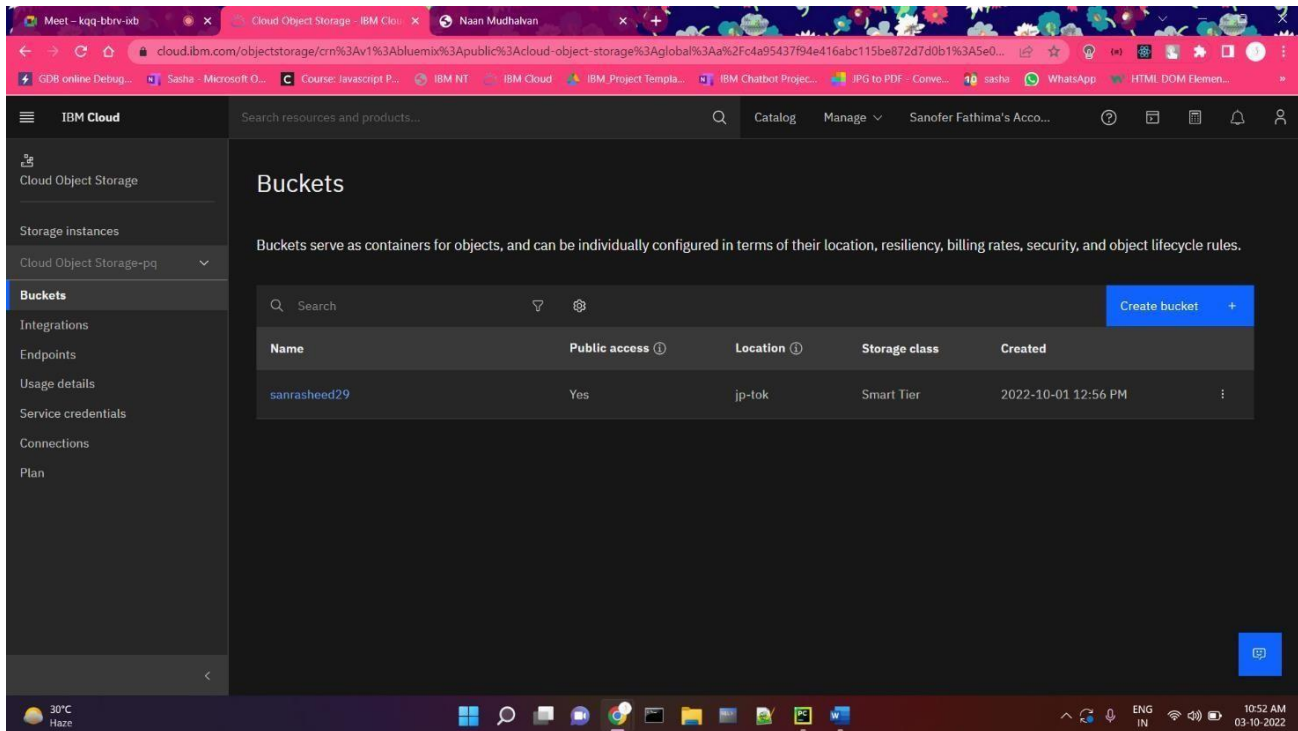 Meet – kqq-bbrv-ixb
Cloud Object Storage - IBM Clou
Naan Mudhalvan
cloud.ibm.com/objectstorage/crn%3Av1%3Abluemix%3Apublic%3Acloud-object-storage%3Aglobal%3Aa%2Fc4a95437f94e416abc115be872d7d0b1%3A5e0...
GDB online Debug...
Sasha - Microsoft O...
Course: Javascript P...
IBM NT
IBM Cloud
IBM Project Templa...
IBM Chatbot Projec...
JPG to PDF - Conve...
sasha
WhatsApp
HTML DOM Elemen...
»
IBM Cloud
Search resources and products...
Catalog
Manage
Sanofer Fathima's Acco...
Cloud Object Storage
Storage instances
Cloud Object Storage-pq
Buckets
Integrations
Endpoints
Usage details
Service credentials
Connections
Plan
Buckets
Buckets serve as containers for objects, and can be individually configured in terms of their location, resiliency, billing rates, security, and object lifecycle rules.
Search
Create bucket +
Name Public access Location Storage class Created
sanrasheed29 Yes jp-tok Smart Tier 2022-10-01 12:56 PM
30°C
Haze
ENG
IN
10:52 AM
03-10-2022